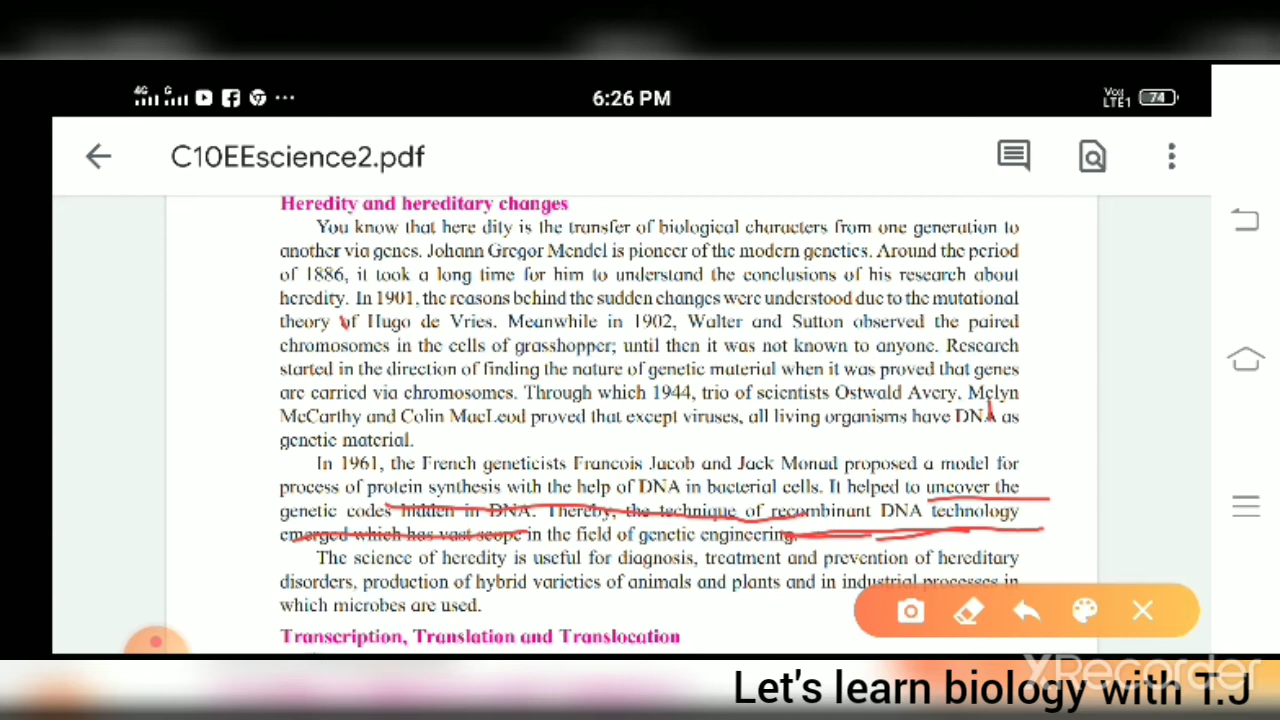 4G G ...
6:26 PM
Vo) LTE1 74
C10EEscience2.pdf
Heredity and hereditary changes
You know that here dity is the transfer of biological characters from one generation to
another via genes. Johann Gregor Mendel is pioneer of the modern genetics. Around the period
of 1886, it took a long time for him to understand the conclusions of his research about
heredity. In 1901, the reasons behind the sudden changes were understood due to the mutational
theory of Hugo de Vries. Meanwhile in 1902, Walter and Sutton observed the paired
chromosomes in the cells of grasshopper; until then it was not known to anyone. Research
started in the direction of finding the nature of genetic material when it was proved that genes
are carried via chromosomes. Through which 1944, trio of scientists Ostwald Avery, Mclyn
McCarthy and Colin MacLeod proved that except viruses, all living organisms have DNA as
genetic material.
In 1961, the French geneticists Francois Jacob and Jack Monad proposed a model for
process of protein synthesis with the help of DNA in bacterial cells. It helped to uncover the
genetic codes hidden in DNA. Thereby, the technique of recombinant DNA technology
emerged which has vast scope in the field of genetic engineering.
The science of heredity is useful for diagnosis, treatment and prevention of hereditary
disorders, production of hybrid varieties of animals and plants and in industrial processes in
which microbes are used.
Transcription, Translation and Translocation
XRecorder
Let's learn biology with T.J